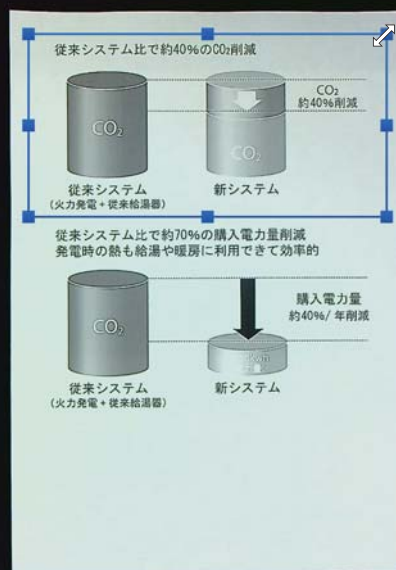 従来システム比で約40%のCO₂削減
CO₂
CO₂
CO₂
約40%削減
従来システム
(火力発電+従来給湯器)
新システム
従来システム比で約70%の購入電力量削減
発電時の熱も給湯や暖房に利用できて効率的
CO₂
購入電力量
約40%/年削減
従来システム
(火力発電+従来給湯器)
新システム